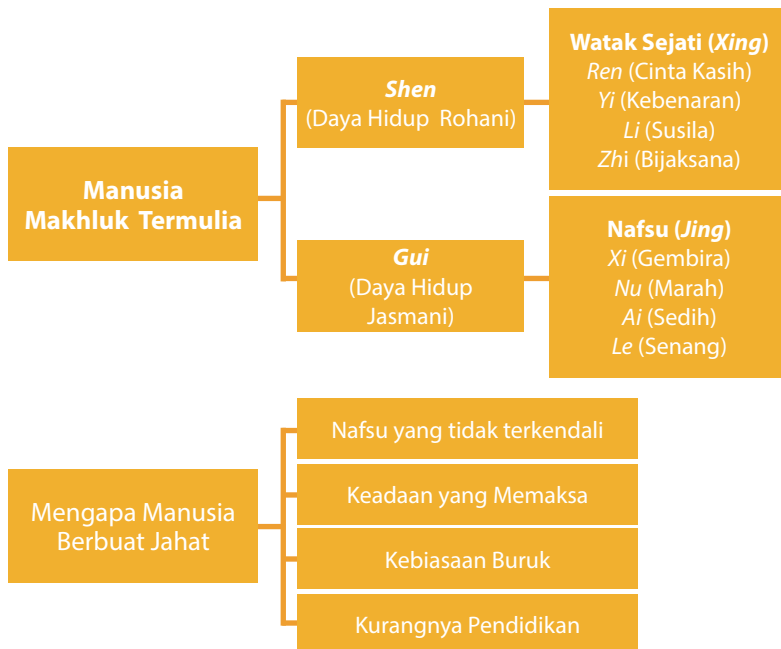 Manusia
Makhluk Termulia
Shen
(Daya Hidup Rohani)
Watak Sejati (Xing)
Ren (Cinta Kasih)
Yi (Kebenaran)
Li (Susila)
Zhi (Bijaksana)
Gui
(Daya Hidup
Jasmani)
Nafsu (Jing)
Xi (Gembira)
Nu (Marah)
Ai (Sedih)
Le (Senang)
Mengapa Manusia
Berbuat Jahat
Nafsu yang tidak terkendali
Keadaan yang Memaksa
Kebiasaan Buruk
Kurangnya Pendidikan